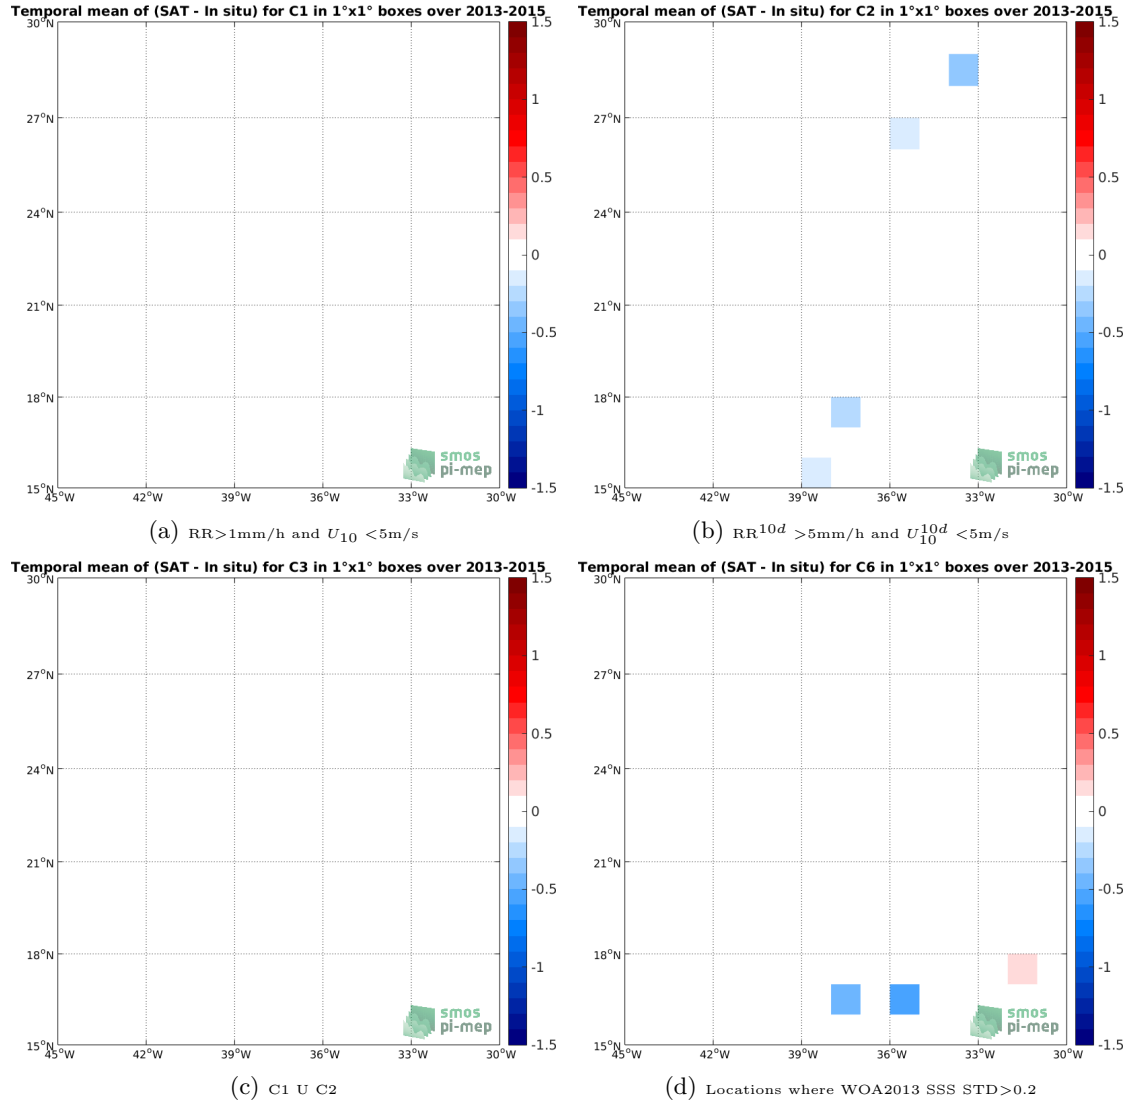 Temporal mean of (SAT - In situ) for C1 in 1°x1° boxes over 2013-2015
30°N
27°N
24°N
21°N
18°N
15°N
45°W 42°W 39°W 36°W 33°W 30°W
1.5
1
0.5
0
-0.5
-1
-1.5
smos
pi-mep
(a) RR>1mm/h and U10 <5m/s
Temporal mean of (SAT - In situ) for C2 in 1°x1° boxes over 2013-2015
30°N
27°N
24°N
21°N
18°N
15°N
45°W 42°W 39°W 36°W 33°W 30°W
1.5
1
0.5
0
-0.5
-1
-1.5
smos
pi-mep
(b) RR10d >5mm/h and U10d10 <5m/s
Temporal mean of (SAT - In situ) for C3 in 1°x1° boxes over 2013-2015
30°N
27°N
24°N
21°N
18°N
15°N
45°W 42°W 39°W 36°W 33°W 30°W
1.5
1
0.5
0
-0.5
-1
-1.5
smos
pi-mep
(c) C1 U C2
Temporal mean of (SAT - In situ) for C6 in 1°x1° boxes over 2013-2015
30°N
27°N
24°N
21°N
18°N
15°N
45°W 42°W 39°W 36°W 33°W 30°W
1.5
1
0.5
0
-0.5
-1
-1.5
smos
pi-mep
(d) Locations where WOA2013 SSS STD>0.2